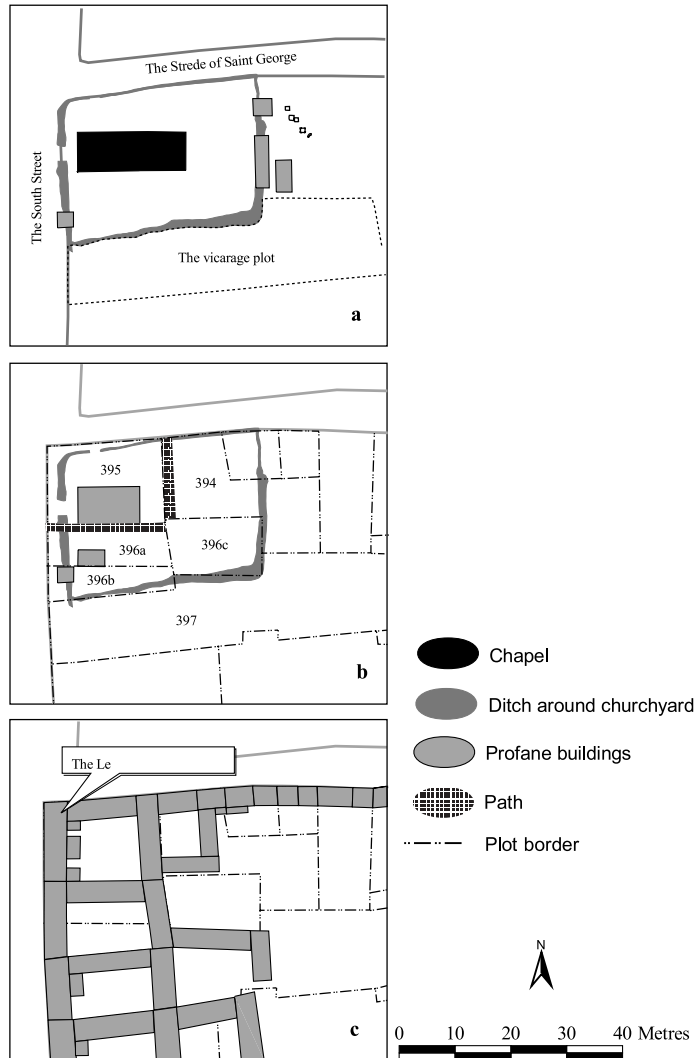 The Strede of Saint George
The South Street
The vicarage plot
a
395
394
396a
396c
396b
397
b
The Le
c
Chapel
Ditch around churchyard
Profane buildings
Path
Plot border
N
0 10 20 30 40 Metres